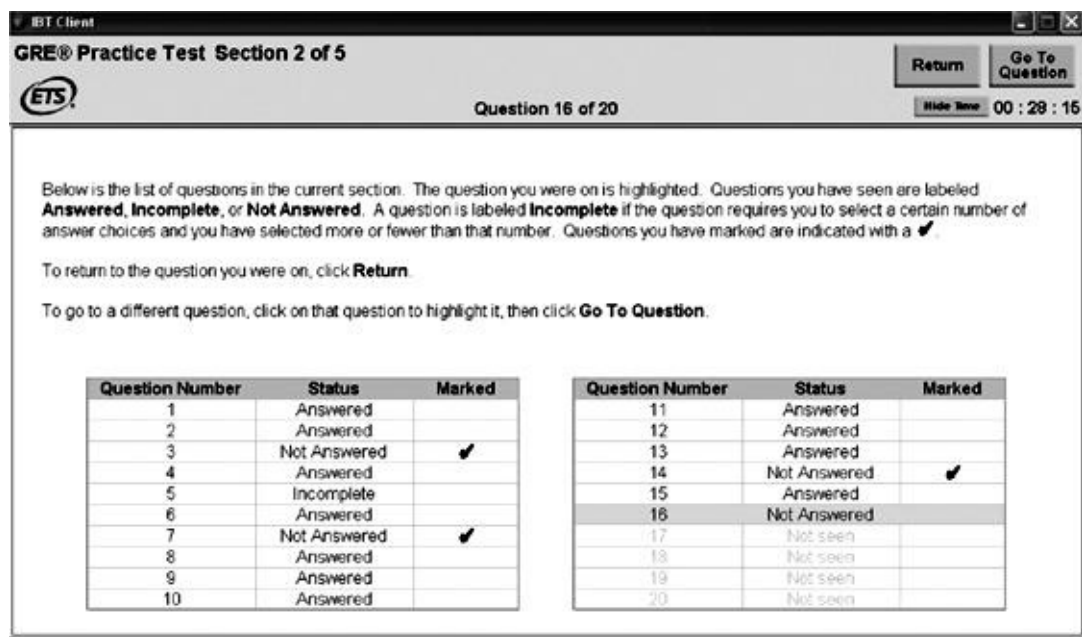 IBT Client
GRE® Practice Test Section 2 of 5
Return
Go To
Question
ETS
Question 16 of 20
Hide Time 00 : 28 : 15
Below is the list of questions in the current section. The question you were on is highlighted. Questions you have seen are labeled
Answered, Incomplete, or Not Answered. A question is labeled Incomplete if the question requires you to select a certain number of
answer choices and you have selected more or fewer than that number. Questions you have marked are indicated with a ✔.
To return to the question you were on, click Return.
To go to a different question, click on that question to highlight it, then click Go To Question.
Question Number Status Marked
1 Answered
2 Answered
3 Not Answered ✔
4 Answered
5 Incomplete
6 Answered
7 Not Answered ✔
8 Answered
9 Answered
10 Answered
Question Number Status Marked
11 Answered
12 Answered
13 Answered
14 Not Answered ✔
15 Answered
16 Not Answered
17 Not seen
18 Not seen
19 Not seen
20 Not seen